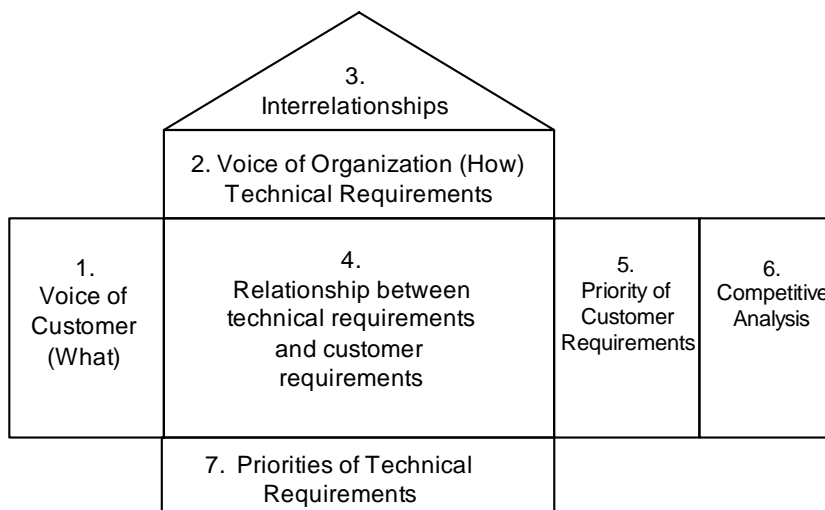 3.
Interrelationships
2. Voice of Organization (How)
Technical Requirements
1.
Voice of
Customer
(What)
4.
Relationship between
technical requirements
and customer
requirements
5.
Priority of
Customer
Requirements
6.
Competitive
Analysis
7. Priorities of Technical
Requirements